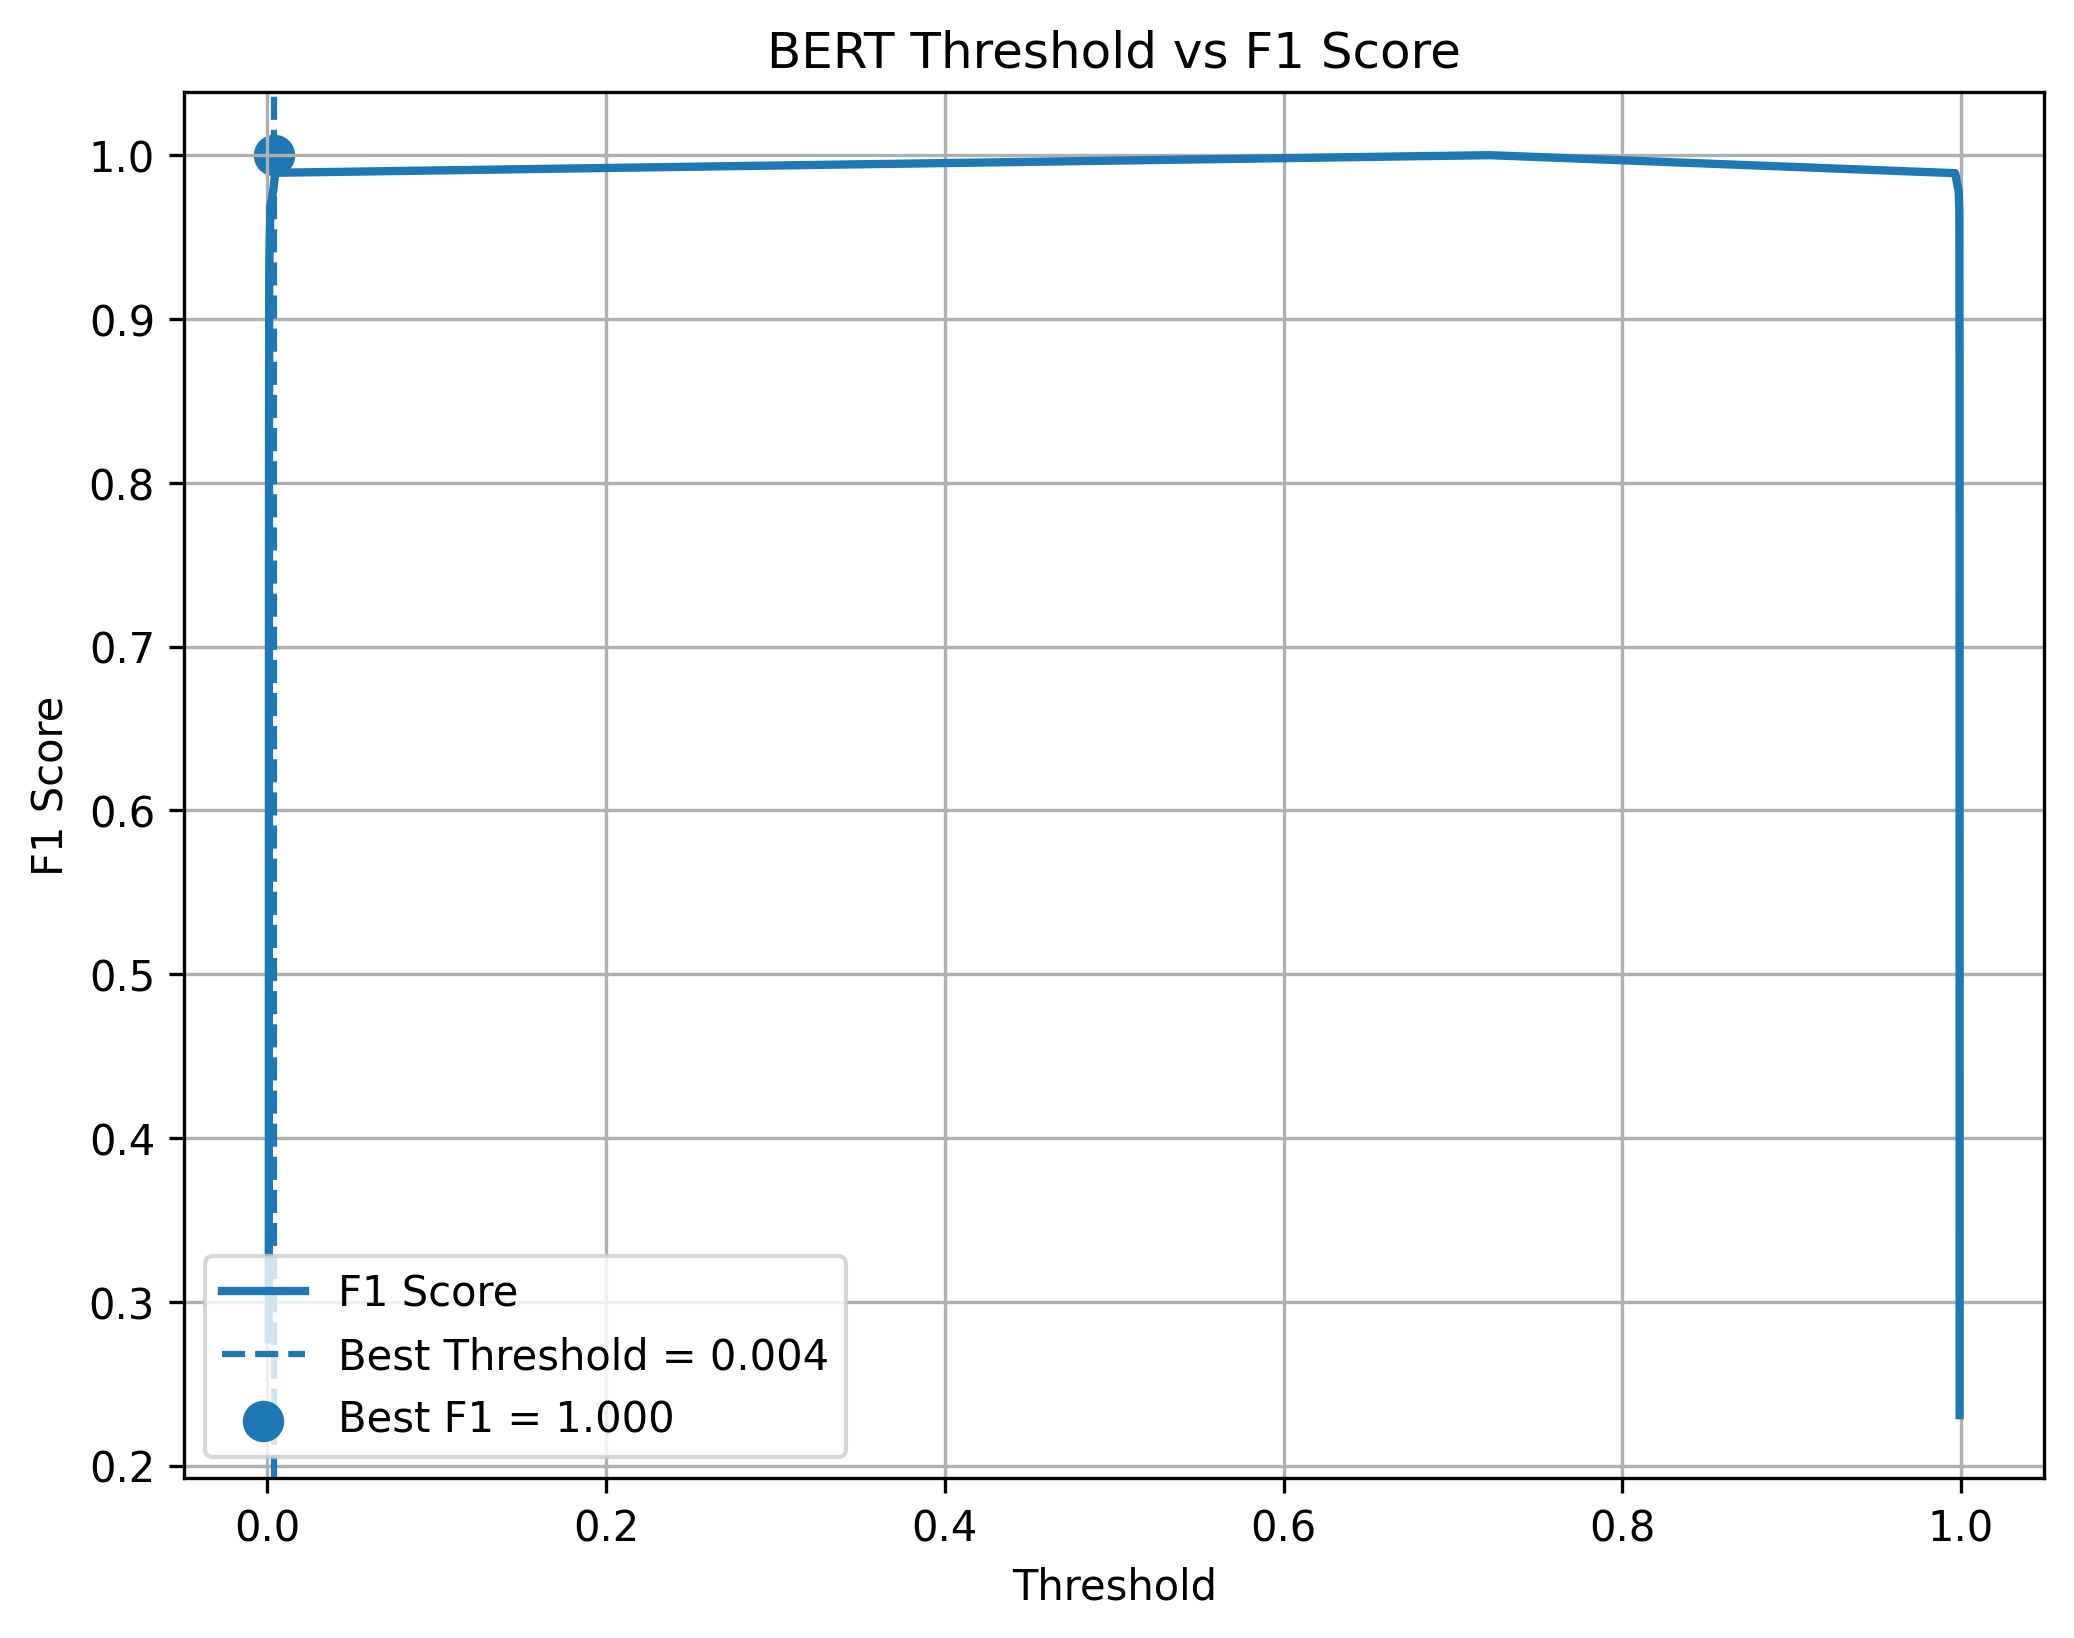 BERT Threshold vs F1 Score
1.0
0.9
0.8
0.7
0.6
0.5
0.4
0.3
0.2
F1 Score
F1 Score
Best Threshold = 0.004
Best F1 = 1.000
0.0 0.2 0.4 0.6 0.8 1.0
Threshold